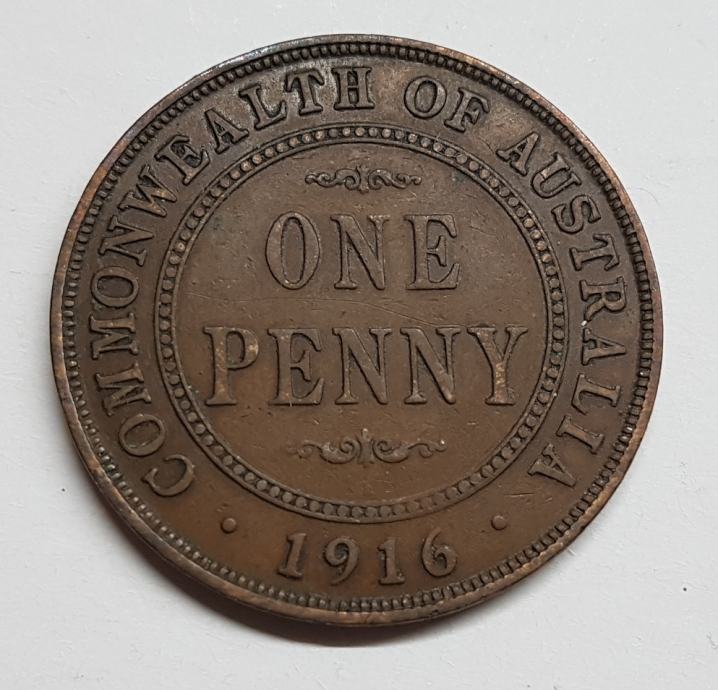 COMMONWEALTH OF AUSTRALIA
ONE
PENNY
· 1916 ·